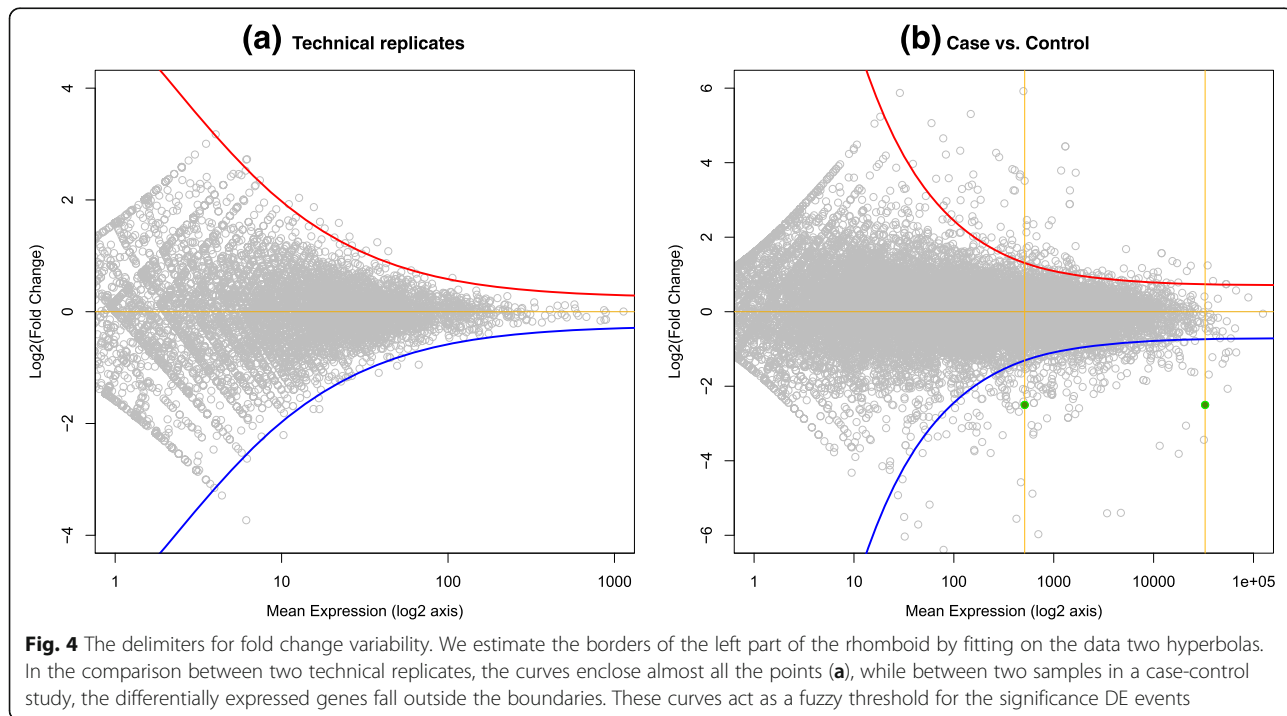 (a) Technical replicates
(b) Case vs. Control
4
2
0
-2
-4
Log2(Fold Change)
1
10
100
1000
Mean Expression (log2 axis)
6
4
2
0
-2
-4
-6
Log2(Fold Change)
1
10
100
1000
10000
1e+05
Mean Expression (log2 axis)
Fig. 4 The delimiters for fold change variability. We estimate the borders of the left part of the rhomboid by fitting on the data two hyperbolas.
In the comparison between two technical replicates, the curves enclose almost all the points (a), while between two samples in a case-control
study, the differentially expressed genes fall outside the boundaries. These curves act as a fuzzy threshold for the significance DE events